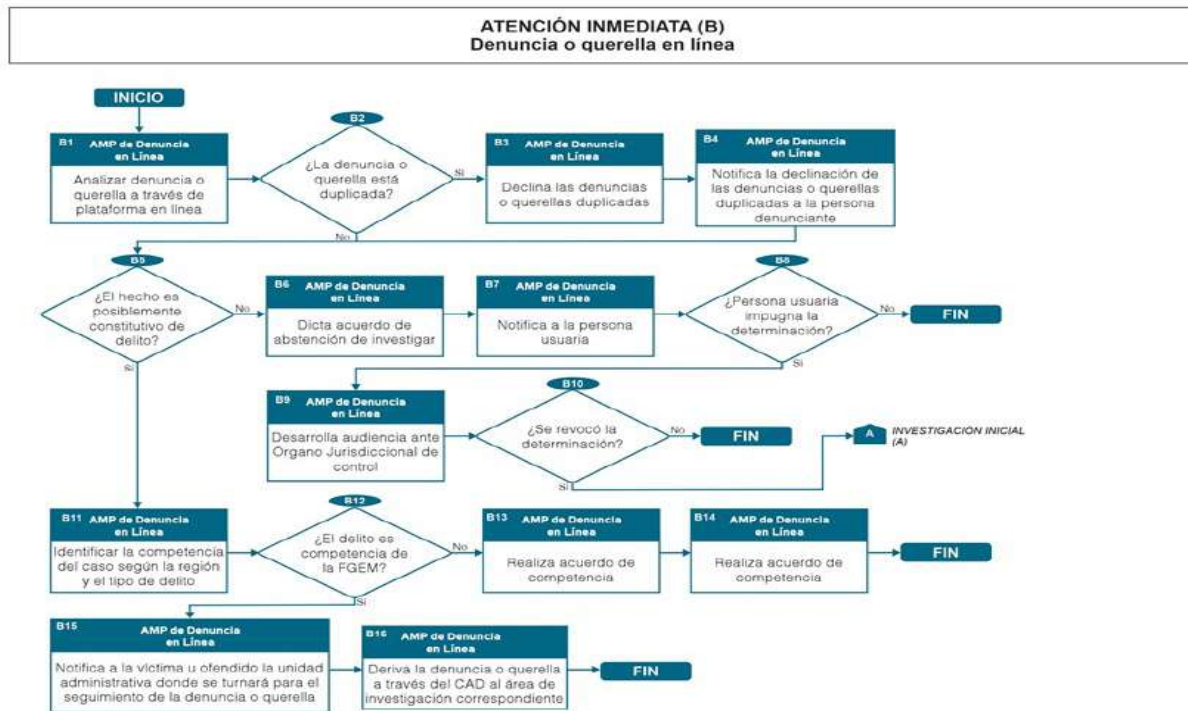 ATENCIÓN INMEDIATA (B)
Denuncia o querella en línea
INICIO
B1 AMP de Denuncia
en Línea
Analizar denuncia o
querella a través de
plataforma en línea
B2
¿La denuncia o
querella está
duplicada?
Si
No
B3 AMP de Denuncia
en Línea
Declina las denuncias
o querellas duplicadas
B4 AMP de Denuncia
en Línea
Notifica la declinación de
las denuncias o querellas
duplicadas a la persona
denunciante
B5
¿El hecho es
posiblemente
constitutivo de
delito?
No
Si
B6 AMP de Denuncia
en Línea
Dicta acuerdo de
abstención de investigar
B7 AMP de Denuncia
en Línea
Notifica a la persona
usuaria
B8
¿Persona usuaria
impugna la
determinación?
No
Si
FIN
B9 AMP de Denuncia
en Línea
Desarrolla audiencia ante
Organo Jurisdiccional de
control
B10
¿Se revocó la
determinación?
No
Si
FIN
A INVESTIGACIÓN INICIAL
(A)
B11 AMP de Denuncia
en Línea
Identificar la competencia
del caso según la región
y el tipo de delito
B12
¿El delito es
competencia de
la FGEM?
No
Si
B13 AMP de Denuncia
en Línea
Realiza acuerdo de
competencia
B14 AMP de Denuncia
en Línea
Realiza acuerdo de
competencia
FIN
B15 AMP de Denuncia
en Línea
Notifica a la víctima u ofendido la unidad
administrativa donde se turnará para el
seguimiento de la denuncia o querella
B16 AMP de Denuncia
en Línea
Deriva la denuncia o querella
a través del CAD al área de
investigación correspondiente
FIN